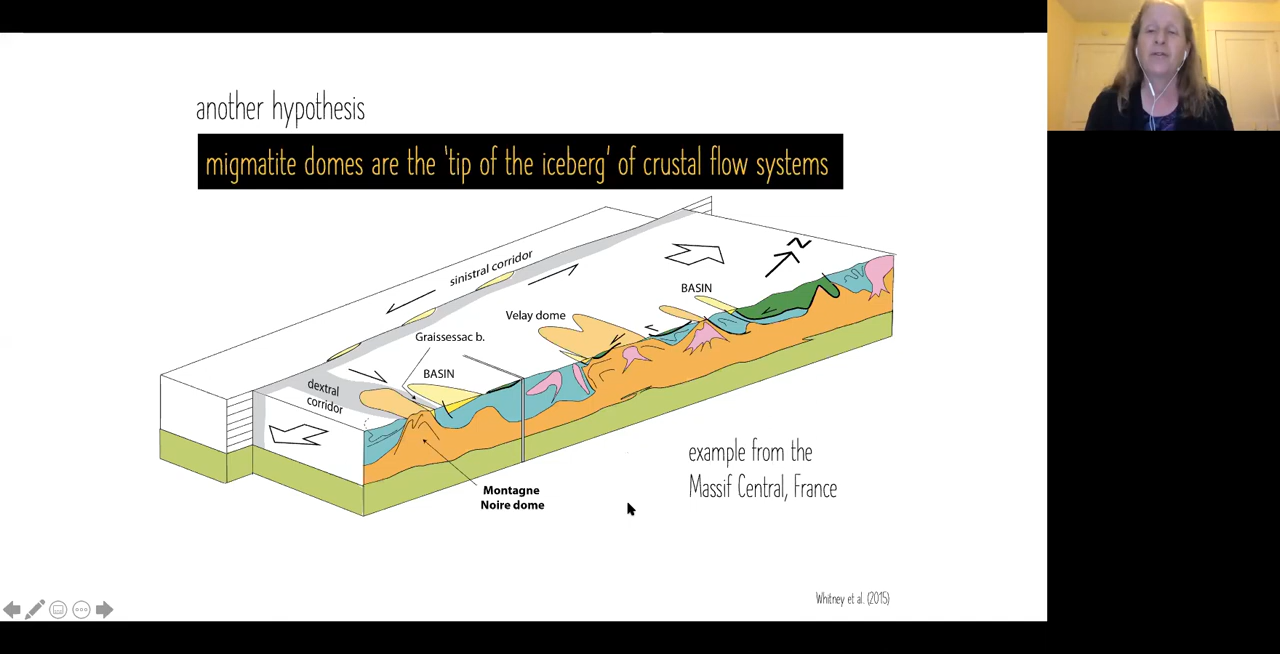 another hypothesis
migmatite domes are the 'tip of the iceberg' of crustal flow systems
sinistral corridor
N
BASIN
Velay dome
Graissessac b.
BASIN
dextral
corridor
example from the
Massif Central, France
Montagne
Noire dome
Whitney et al. (2015)